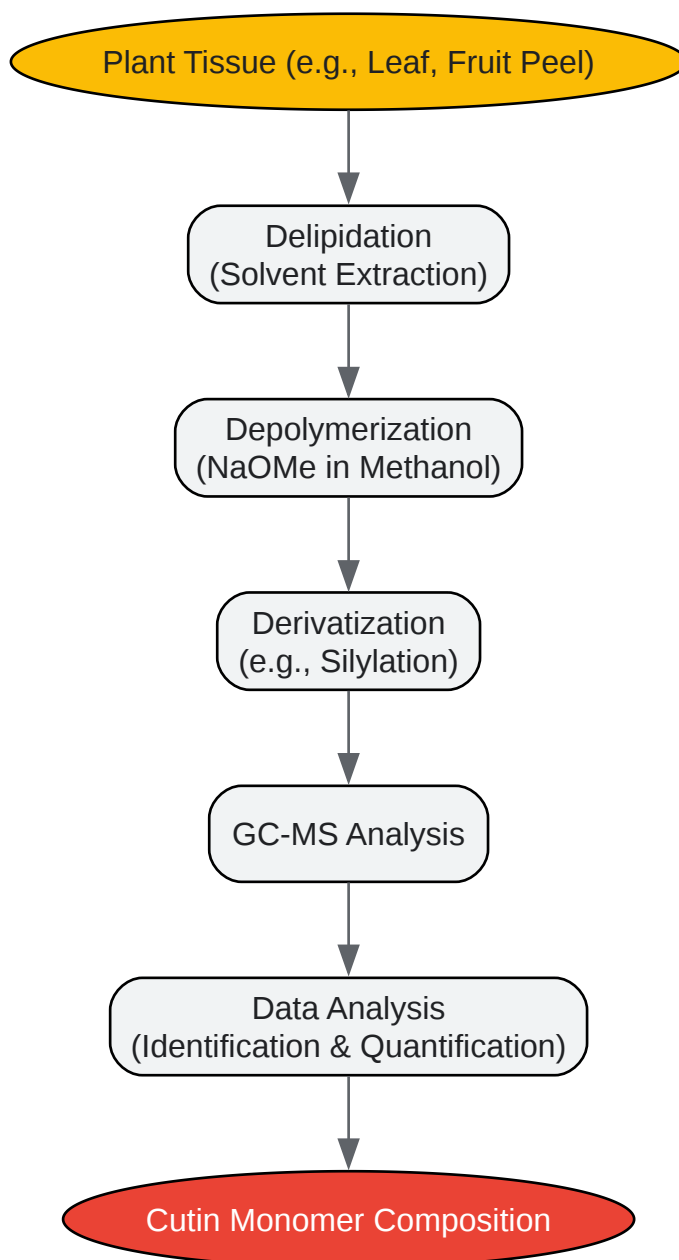 Plant Tissue (e.g., Leaf, Fruit Peel)
Delipidation
(Solvent Extraction)
Depolymerization
(NaOMe in Methanol)
Derivatization
(e.g., Silylation)
GC-MS Analysis
Data Analysis
(Identification & Quantification)
Cutin Monomer Composition